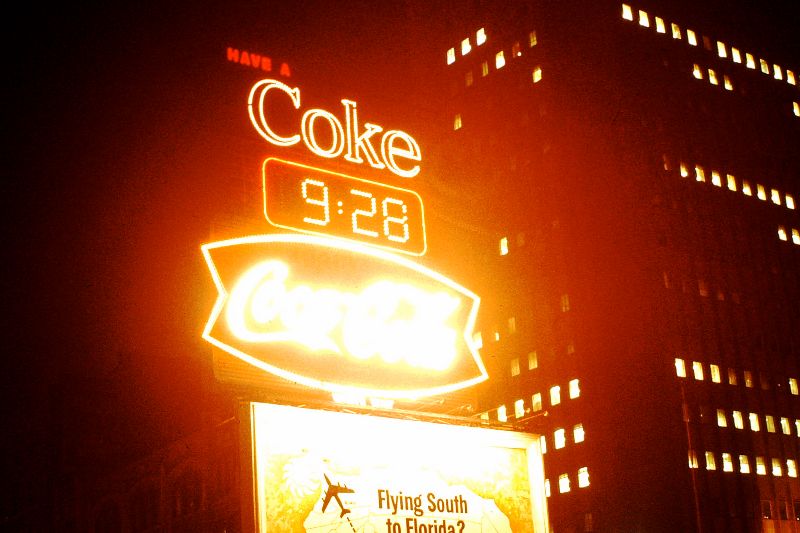 HAVE A
Coke
9:28
Coca-Cola
Flying South
to Florida?